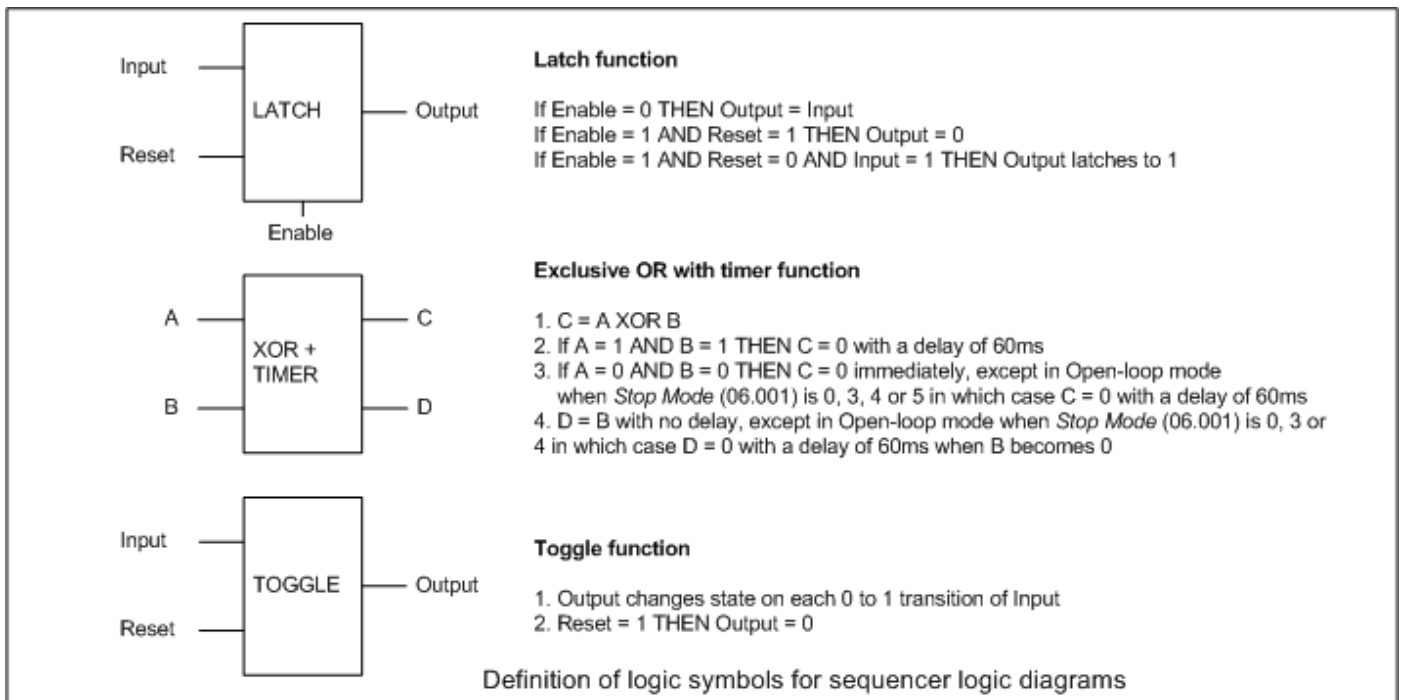 Input
LATCH
Output
Reset
Enable
Latch function
If Enable = 0 THEN Output = Input
If Enable = 1 AND Reset = 1 THEN Output = 0
If Enable = 1 AND Reset = 0 AND Input = 1 THEN Output latches to 1
A
C
XOR +
TIMER
B
D
Exclusive OR with timer function
1. C = A XOR B
2. If A = 1 AND B = 1 THEN C = 0 with a delay of 60ms
3. If A = 0 AND B = 0 THEN C = 0 immediately, except in Open-loop mode
when Stop Mode (06.001) is 0, 3, 4 or 5 in which case C = 0 with a delay of 60ms
4. D = B with no delay, except in Open-loop mode when Stop Mode (06.001) is 0, 3 or
4 in which case D = 0 with a delay of 60ms when B becomes 0
Input
TOGGLE
Output
Reset
Toggle function
1. Output changes state on each 0 to 1 transition of Input
2. Reset = 1 THEN Output = 0
Definition of logic symbols for sequencer logic diagrams